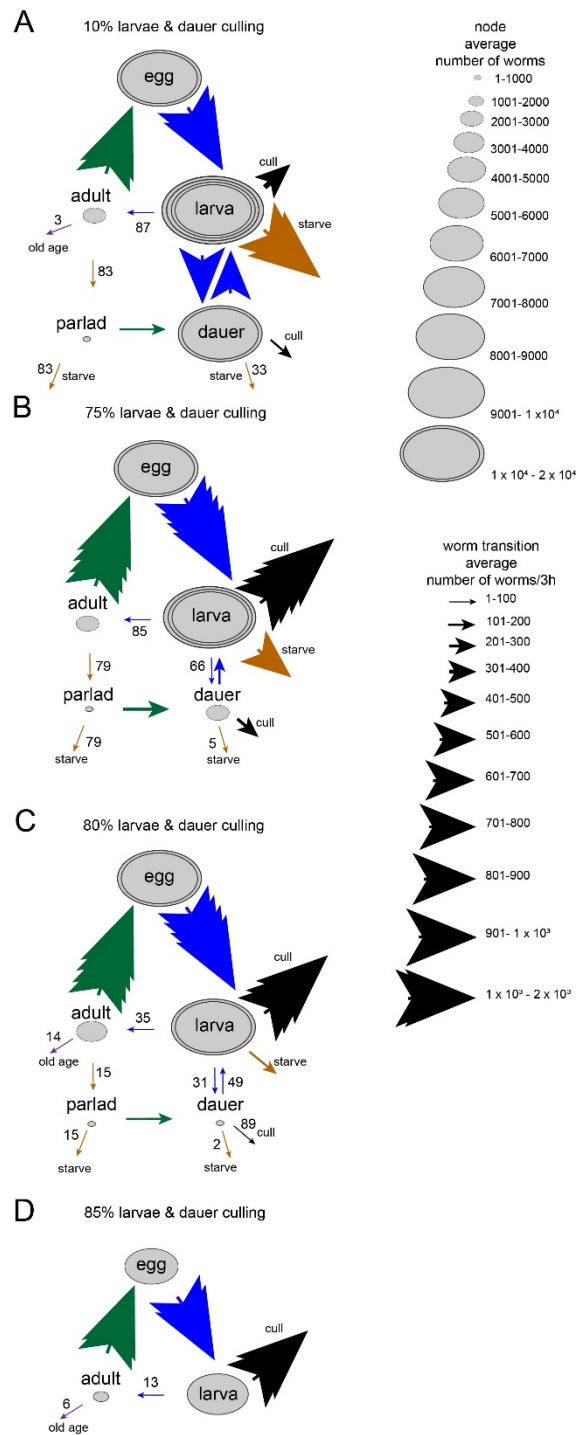 A
10% larvae & dauer culling
egg
cull
larva
starve
adult
3
87
old age
83
parlad
dauer
cull
83
starve
starve
33
B
75% larvae & dauer culling
egg
cull
larva
starve
adult
85
79
66
parlad
dauer
cull
79
starve
5
starve
C
80% larvae & dauer culling
egg
cull
adult
35
larva
14
old age
starve
15
31
49
parlad
dauer
15
89
cull
starve
2
starve
D
85% larvae & dauer culling
egg
cull
adult
13
larva
6
old age
node
average
number of worms
1-1000
1001-2000
2001-3000
3001-4000
4001-5000
5001-6000
6001-7000
7001-8000
8001-9000
9001- 1 x10⁴
1 x 10⁴ - 2 x 10⁴
worm transition
average
number of worms/3h
1-100
101-200
201-300
301-400
401-500
501-600
601-700
701-800
801-900
901- 1 x 10³
1 x 10³ - 2 x 10³